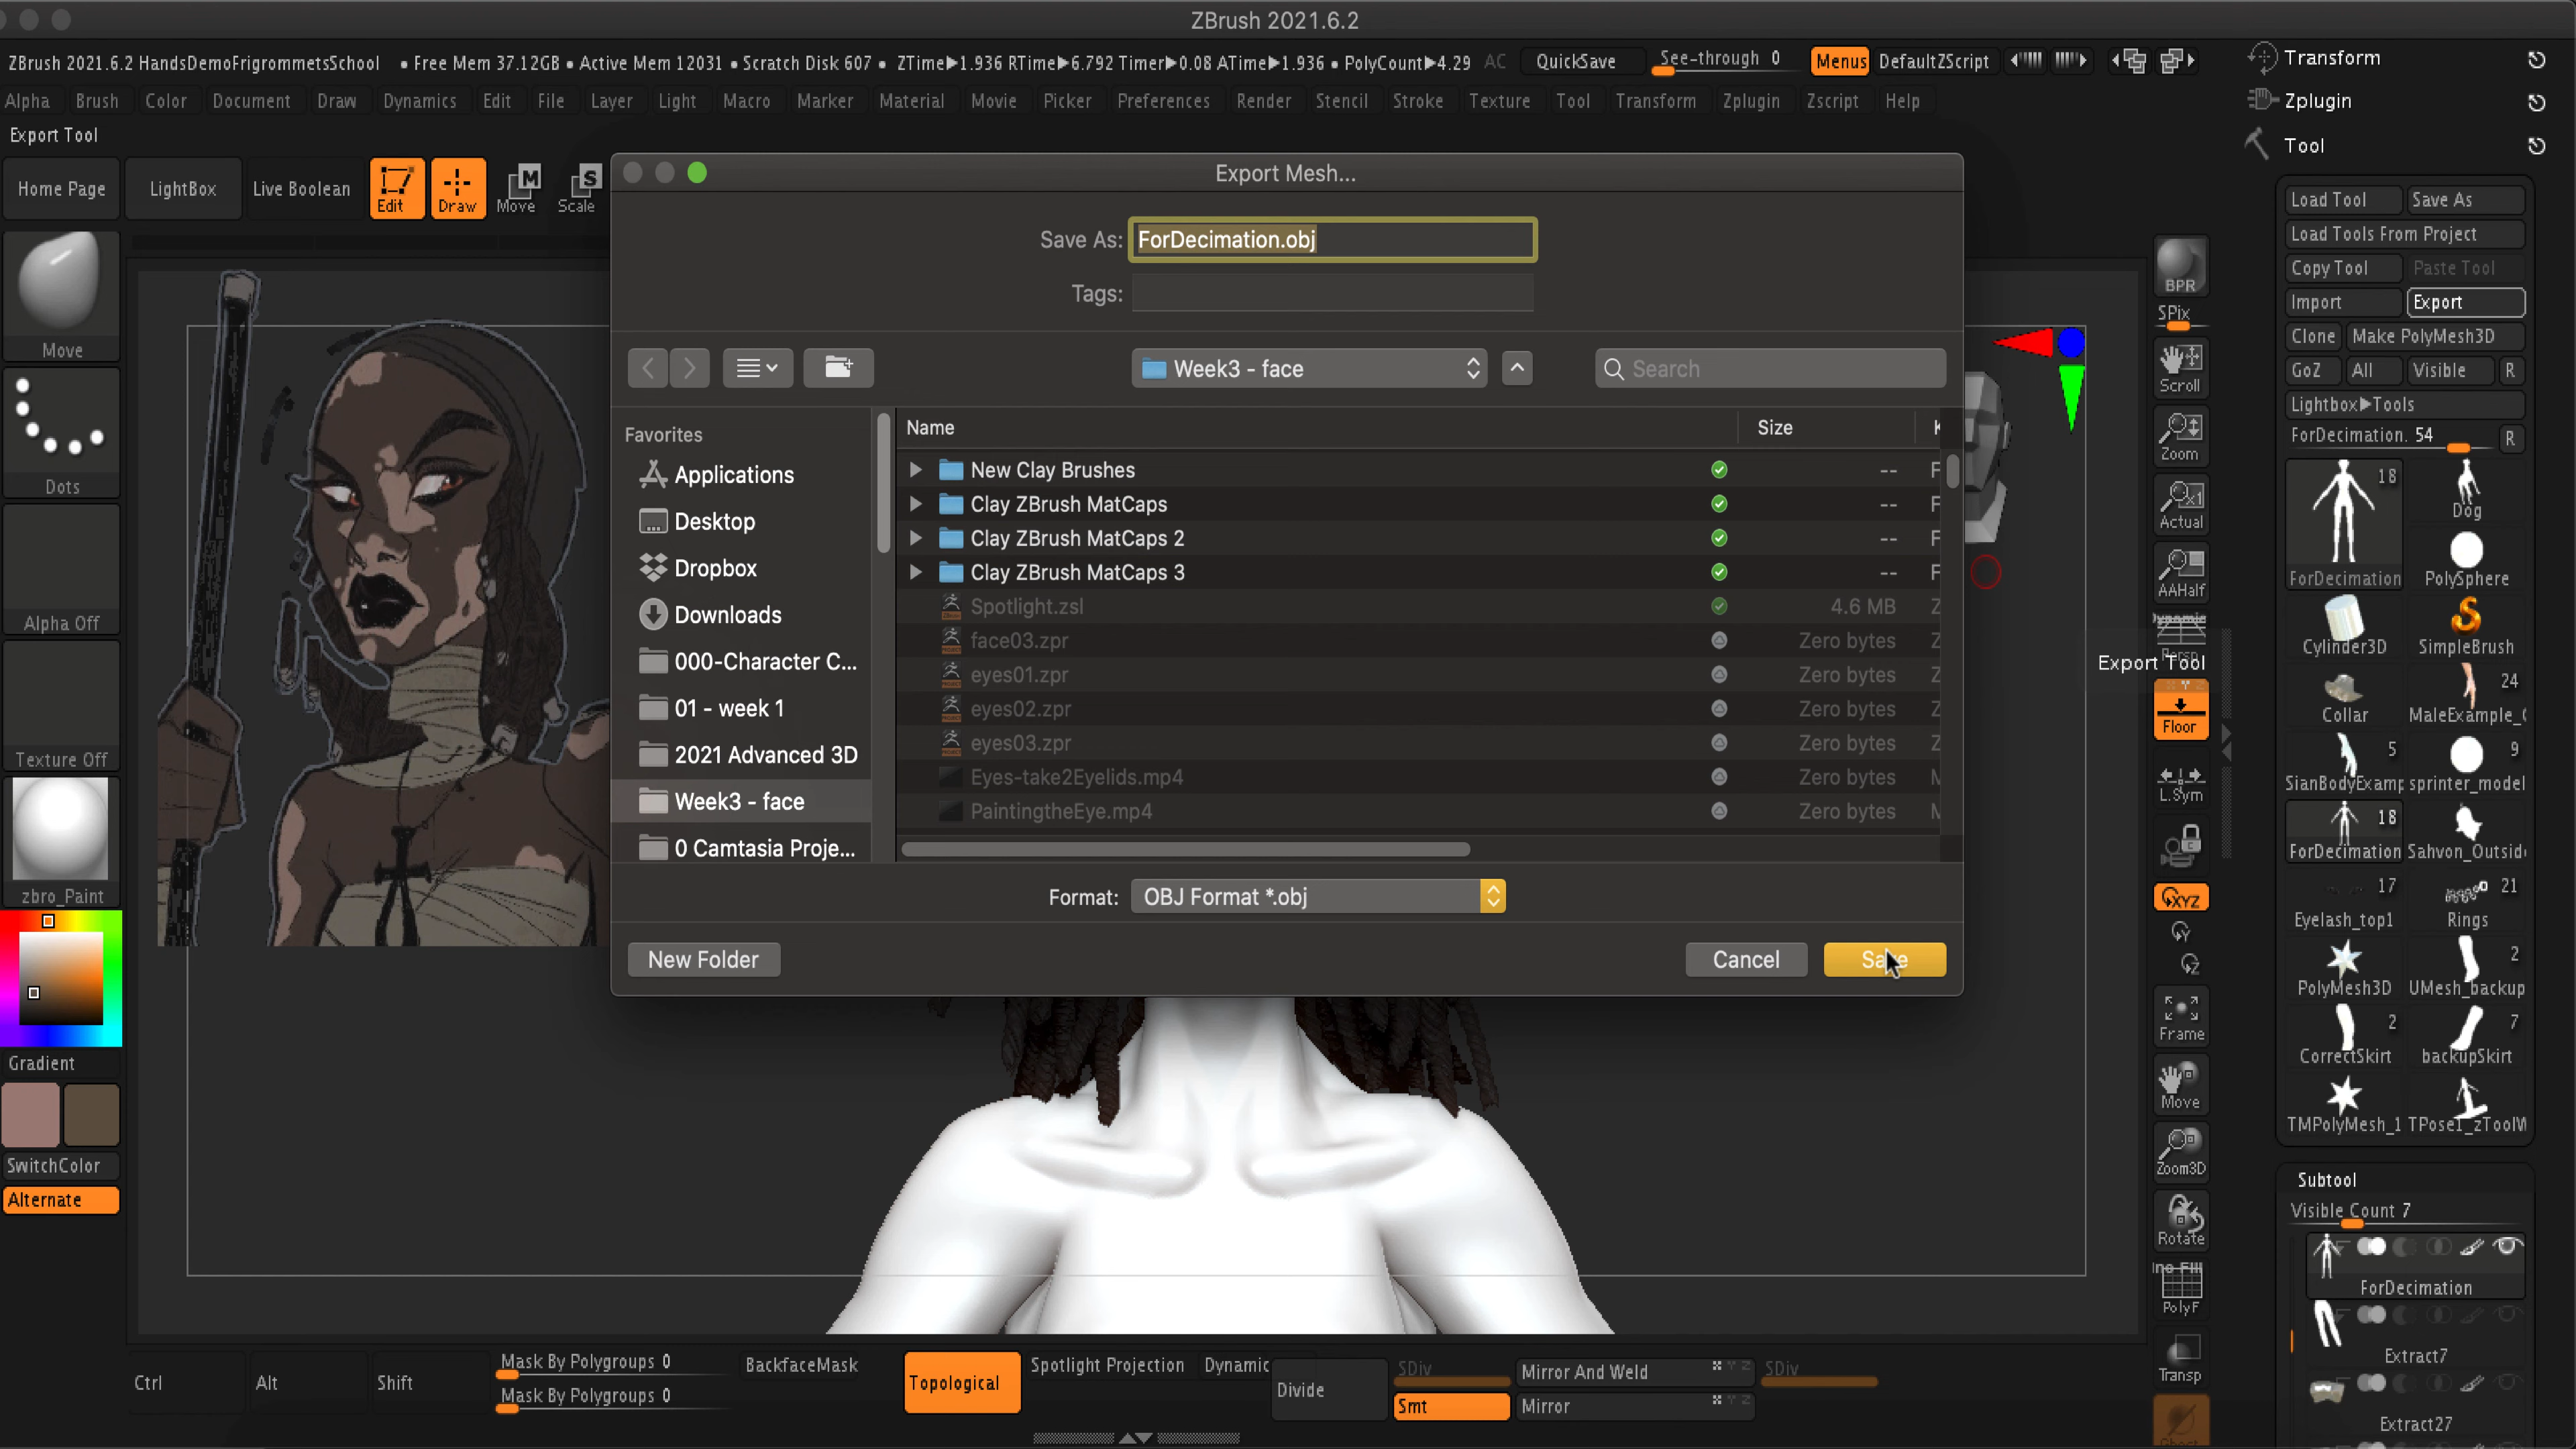 ZBrush 2021.6.2
ZBrush 2021.6.2 HandsDemoFrigrommetsSchool • Free Mem 37.12GB • Active Mem 12031 • Scratch Disk 607 • ZTime▶1.936 RTime▶6.792 Timer▶0.08 ATime▶1.936 • PolyCount▶4.29 AC QuickSave See-through 0 Menus DefaultZScript
Transform
Alpha Brush Color Document Draw Dynamics Edit File Layer Light Macro Marker Material Movie Picker Preferences Render Stencil Stroke Texture Tool Transform Zplugin Zscript Help
Zplugin
Export Tool
Tool
Home Page LightBox Live Boolean Edit Draw Move Scale
M S
Export Mesh...
Save As: ForDecimation.obj
Tags:
Week3 - face
Search
Favorites
Applications
Desktop
Dropbox
Downloads
000-Character C...
01 - week 1
2021 Advanced 3D
Week3 - face
0 Camtasia Proje...
Name Size
New Clay Brushes --
Clay ZBrush MatCaps --
Clay ZBrush MatCaps 2 --
Clay ZBrush MatCaps 3 --
Spotlight.zsl 4.6 MB
face03.zpr Zero bytes
eyes01.zpr Zero bytes
eyes02.zpr Zero bytes
eyes03.zpr Zero bytes
Eyes-take2Eyelids.mp4 Zero bytes
PaintingtheEye.mp4 Zero bytes
Format: OBJ Format *.obj
New Folder Cancel Save
Move
Dots
Alpha Off
Texture Off
zbro_Paint
Gradient
SwitchColor
Alternate
BPR
SPix
Scroll
Zoom
Actual
AAHalf
Dynamic
Persp
Export Tool
Floor
L.Sym
XYZ
Y
Z
Frame
Move
Zoom3D
Rotate
PolyF
Transp
Load Tool Save As
Load Tools From Project
Copy Tool Paste Tool
Import Export
Clone Make PolyMesh3D
GoZ All Visible R
Lightbox▶Tools
ForDecimation. 54 R
18
Dog
ForDecimation PolySphere
Cylinder3D SimpleBrush
24
Collar MaleExample_
5 9
SianBodyExamp sprinter_model
18
ForDecimation Sahvon_Outsid
17 21
Eyelash_top1 Rings
2
PolyMesh3D UMesh_backup
2 7
CorrectSkirt backupSkirt
TMPolyMesh_1 TPose1_zTool
Subtool
Visible Count 7
ForDecimation
Extract7
Extract27
Ctrl Alt Shift
Mask By Polygroups 0
Mask By Polygroups 0
BackfaceMask
Topological
Spotlight Projection
Dynamic
Divide
SDiv
Smt
Mirror And Weld
Mirror
SDiv